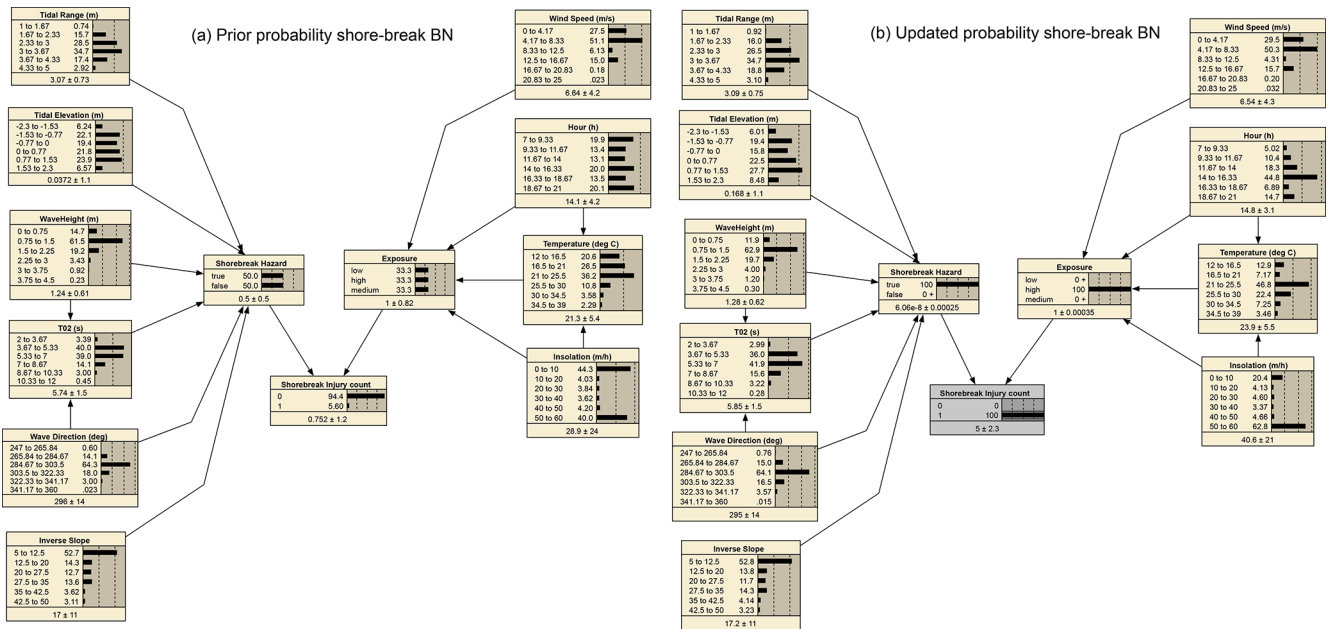 (a) Prior probability shore-break BN
Tidal Range (m)
1 to 1.67 0.74
1.67 to 2.33 15.7
2.33 to 3 28.5
3 to 3.67 34.7
3.67 to 4.33 17.4
4.33 to 5 2.92
3.07 ± 0.73
Tidal Elevation (m)
-2.3 to -1.53 6.24
-1.53 to -0.77 22.1
-0.77 to 0 19.4
0 to 0.77 21.8
0.77 to 1.53 23.9
1.53 to 2.3 6.57
0.0372 ± 1.1
WaveHeight (m)
0 to 0.75 14.7
0.75 to 1.5 61.5
1.5 to 2.25 19.2
2.25 to 3 3.43
3 to 3.75 0.92
3.75 to 4.5 0.23
1.24 ± 0.61
T02 (s)
2 to 3.67 3.39
3.67 to 5.33 40.0
5.33 to 7 39.0
7 to 8.67 14.1
8.67 to 10.33 3.00
10.33 to 12 0.45
5.74 ± 1.5
Wave Direction (deg)
247 to 265.84 0.60
265.84 to 284.67 14.1
284.67 to 303.5 64.3
303.5 to 322.33 18.0
322.33 to 341.17 3.00
341.17 to 360 .023
296 ± 14
Inverse Slope
5 to 12.5 52.7
12.5 to 20 14.3
20 to 27.5 12.7
27.5 to 35 13.6
35 to 42.5 3.62
42.5 to 50 3.11
17 ± 11
Shorebreak Hazard
true 50.0
false 50.0
0.5 ± 0.5
Exposure
low 33.3
high 33.3
medium 33.3
1 ± 0.82
Shorebreak Injury count
0 94.4
1 5.60
0.752 ± 1.2
Wind Speed (m/s)
0 to 4.17 27.5
4.17 to 8.33 51.1
8.33 to 12.5 6.13
12.5 to 16.67 15.0
16.67 to 20.83 0.18
20.83 to 25 .023
6.64 ± 4.2
Hour (h)
7 to 9.33 19.9
9.33 to 11.67 13.4
11.67 to 14 13.1
14 to 16.33 20.0
16.33 to 18.67 13.5
18.67 to 21 20.1
14.1 ± 4.2
Temperature (deg C)
12 to 16.5 20.6
16.5 to 21 26.5
21 to 25.5 36.2
25.5 to 30 10.8
30 to 34.5 3.58
34.5 to 39 2.29
21.3 ± 5.4
Insolation (m/h)
0 to 10 44.3
10 to 20 4.03
20 to 30 3.84
30 to 40 3.62
40 to 50 4.20
50 to 60 40.0
28.9 ± 24
(b) Updated probability shore-break BN
Tidal Range (m)
1 to 1.67 0.92
1.67 to 2.33 16.0
2.33 to 3 26.5
3 to 3.67 34.7
3.67 to 4.33 18.8
4.33 to 5 3.10
3.09 ± 0.75
Tidal Elevation (m)
-2.3 to -1.53 6.01
-1.53 to -0.77 19.4
-0.77 to 0 15.8
0 to 0.77 22.5
0.77 to 1.53 27.7
1.53 to 2.3 8.48
0.168 ± 1.1
WaveHeight (m)
0 to 0.75 11.9
0.75 to 1.5 62.9
1.5 to 2.25 19.7
2.25 to 3 4.00
3 to 3.75 1.20
3.75 to 4.5 0.30
1.28 ± 0.62
T02 (s)
2 to 3.67 2.99
3.67 to 5.33 36.0
5.33 to 7 41.9
7 to 8.67 15.6
8.67 to 10.33 3.22
10.33 to 12 0.28
5.85 ± 1.5
Wave Direction (deg)
247 to 265.84 0.76
265.84 to 284.67 15.0
284.67 to 303.5 64.1
303.5 to 322.33 16.5
322.33 to 341.17 3.57
341.17 to 360 .015
295 ± 14
Inverse Slope
5 to 12.5 52.8
12.5 to 20 13.8
20 to 27.5 11.7
27.5 to 35 14.3
35 to 42.5 4.14
42.5 to 50 3.23
17.2 ± 11
Shorebreak Hazard
true 100
false 0 +
6.06e-8 ± 0.00025
Exposure
low 0 +
high 100
medium 0 +
1 ± 0.00035
Shorebreak Injury count
0 0
1 100
5 ± 2.3
Wind Speed (m/s)
0 to 4.17 29.5
4.17 to 8.33 50.3
8.33 to 12.5 4.31
12.5 to 16.67 15.7
16.67 to 20.83 0.20
20.83 to 25 .032
6.54 ± 4.3
Hour (h)
7 to 9.33 5.02
9.33 to 11.67 10.4
11.67 to 14 18.3
14 to 16.33 44.8
16.33 to 18.67 6.89
18.67 to 21 14.7
14.8 ± 3.1
Temperature (deg C)
12 to 16.5 12.9
16.5 to 21 7.17
21 to 25.5 46.8
25.5 to 30 22.4
30 to 34.5 7.25
34.5 to 39 3.46
23.9 ± 5.5
Insolation (m/h)
0 to 10 20.4
10 to 20 4.13
20 to 30 4.60
30 to 40 3.37
40 to 50 4.66
50 to 60 62.8
40.6 ± 21